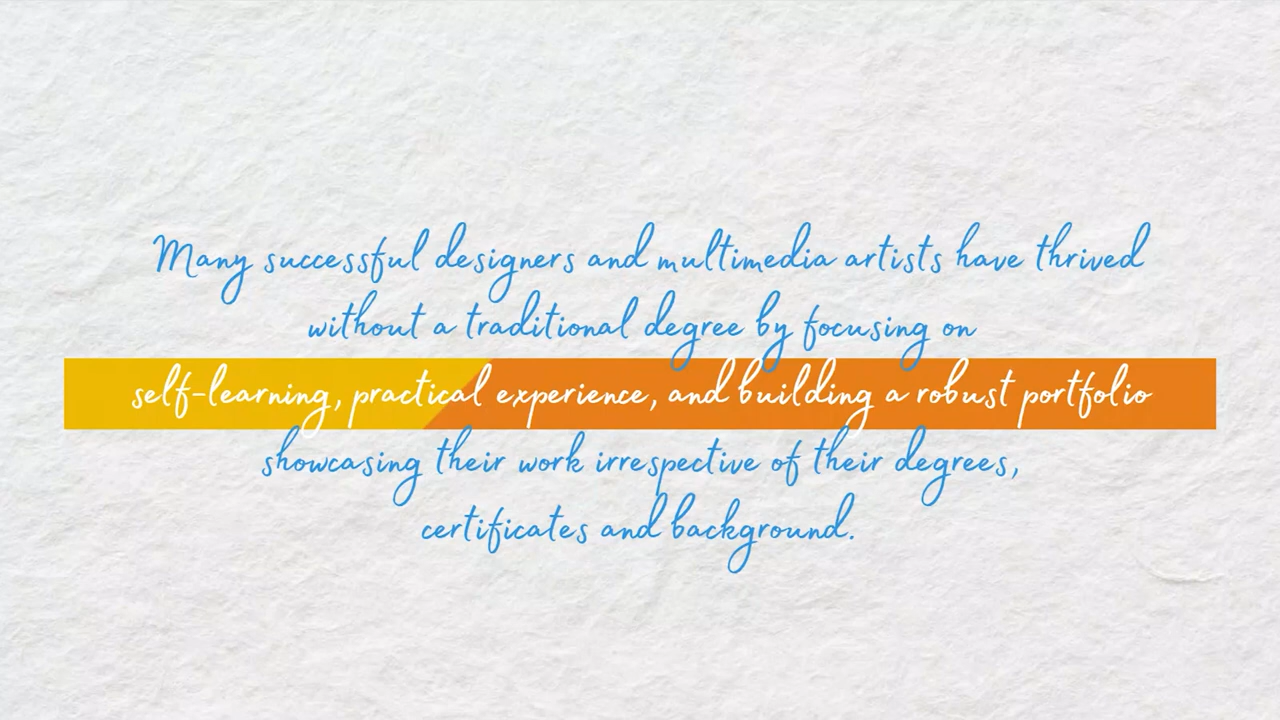 Many successful designers and multimedia artists have thrived
without a traditional degree by focusing on
self-learning, practical experience, and building a robust portfolio
showcasing their work irrespective of their degrees,
certificates and background.